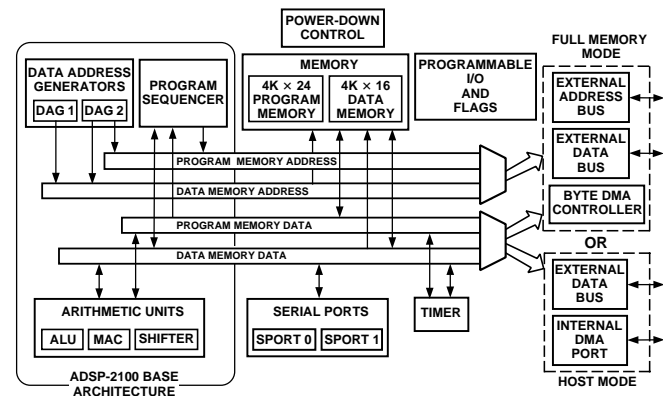 POWER-DOWN
CONTROL
FULL MEMORY
MODE
DATA ADDRESS
GENERATORS
DAG 1 DAG 2
PROGRAM
SEQUENCER
MEMORY
4K × 24
PROGRAM
MEMORY
4K × 16
DATA
MEMORY
PROGRAMMABLE
I/O
AND
FLAGS
EXTERNAL
ADDRESS
BUS
EXTERNAL
DATA
BUS
BYTE DMA
CONTROLLER
PROGRAM MEMORY ADDRESS
DATA MEMORY ADDRESS
PROGRAM MEMORY DATA
DATA MEMORY DATA
OR
EXTERNAL
DATA
BUS
INTERNAL
DMA
PORT
HOST MODE
ARITHMETIC UNITS
ALU MAC SHIFTER
SERIAL PORTS
SPORT 0 SPORT 1
TIMER
ADSP-2100 BASE
ARCHITECTURE